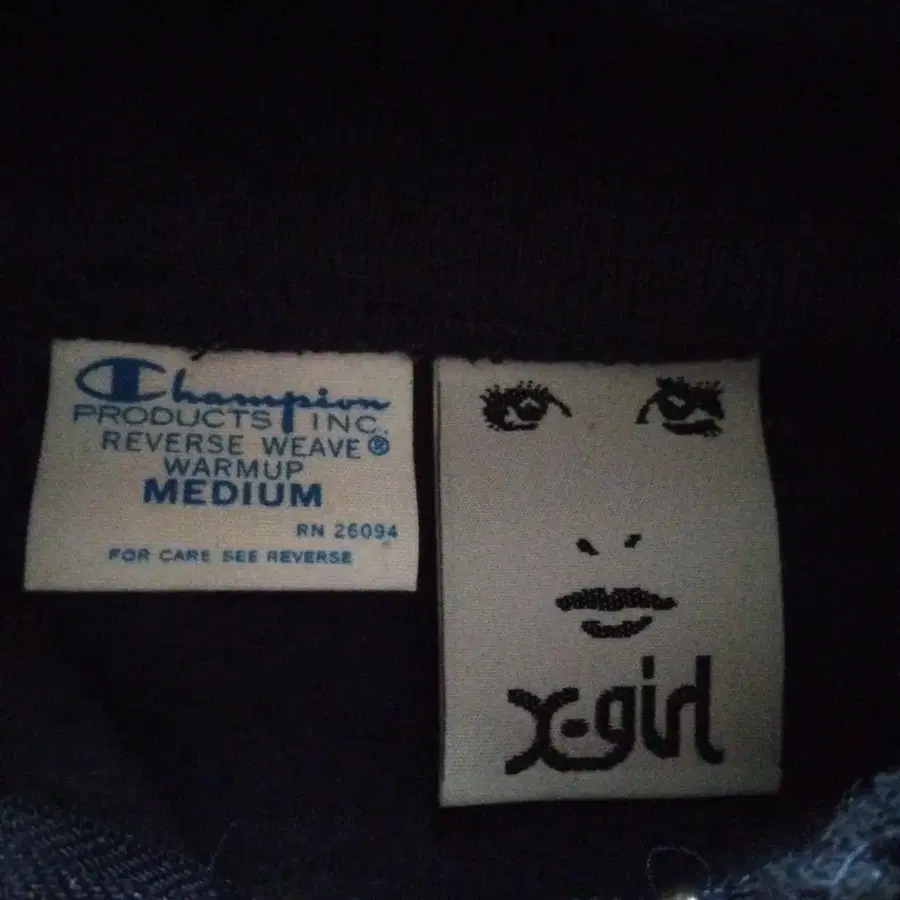 Champion
PRODUCTS INC.
REVERSE WEAVE®
WARMUP
MEDIUM
RN 26094
FOR CARE SEE REVERSE
X-girl